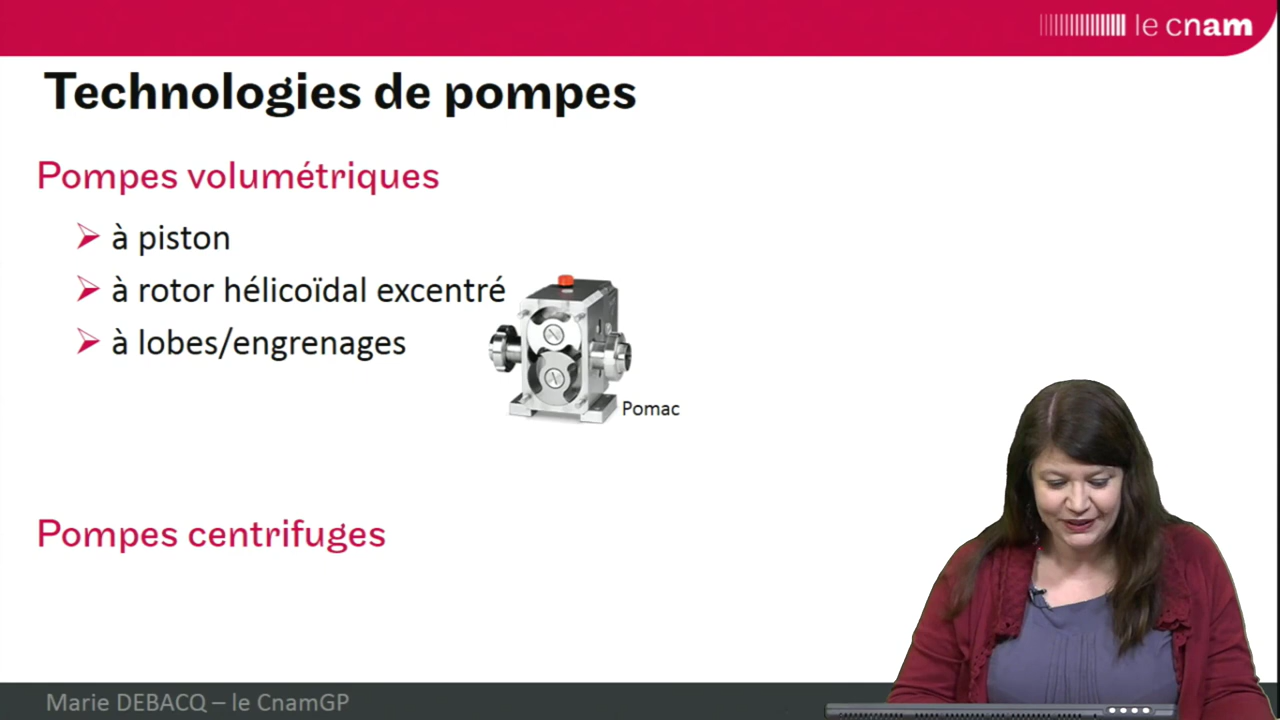 le cnam
Technologies de pompes
Pompes volumétriques
à piston
à rotor hélicoïdal excentré
à lobes/engrenages
Pomac
Pompes centrifuges
Marie DEBACQ – le CnamGP